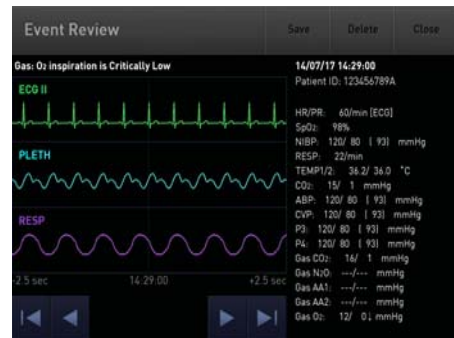 Event Review
Save
Delete
Close
Gas: O₂ inspiration is Critically Low
ECG II
PLETH
RESP
-2.5 sec
14:29:00
+2.5 sec
14/07/17 14:29:00
Patient ID: 123456789A
HR/PR: 60/min [ECG]
SpO₂: 98%
NIBP: 120/ 80 ( 93) mmHg
RESP: 22/min
TEMP1/2: 36.2/ 36.0 °C
CO₂: 15/ 1 mmHg
ABP: 120/ 80 ( 93) mmHg
CVP: 120/ 80 ( 93) mmHg
P3: 120/ 80 ( 93) mmHg
P4: 120/ 80 ( 93) mmHg
Gas CO₂: 16/ 1 mmHg
Gas N₂O: ---/--- mmHg
Gas AA1: ---/--- mmHg
Gas AA2: ---/--- mmHg
Gas O₂: 12/ 0↓ mmHg